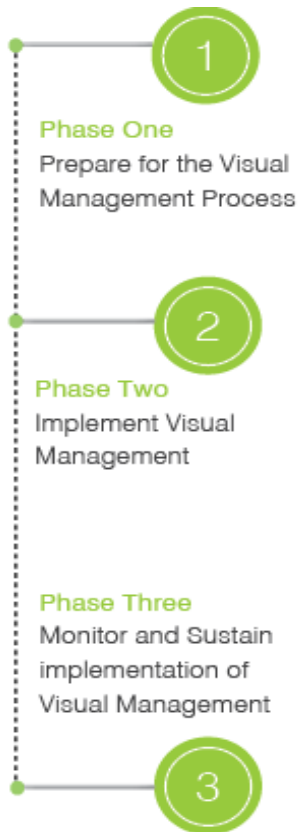 1
Phase One
Prepare for the Visual
Management Process
2
Phase Two
Implement Visual
Management
Phase Three
Monitor and Sustain
implementation of
Visual Management
3